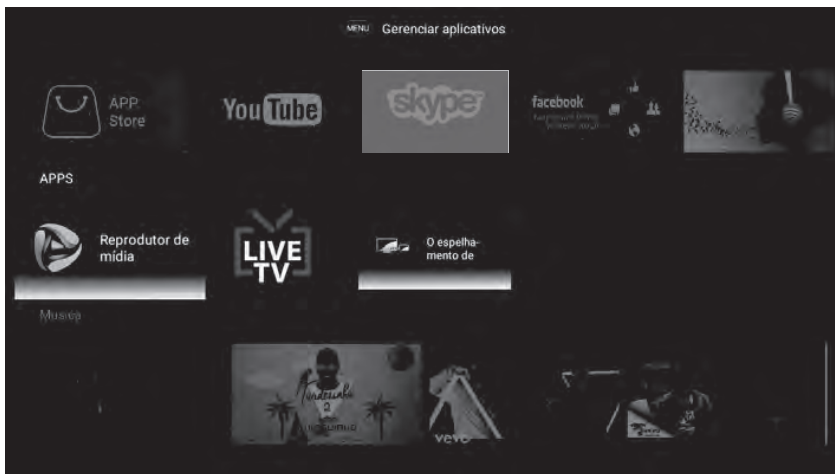 MENU Gerenciar aplicativos
APP
Store
YouTube
skype
facebook
APPS
Reprodutor de
mídia
LIVE
TV
O espelha-
mento de
Musica
2
vevo